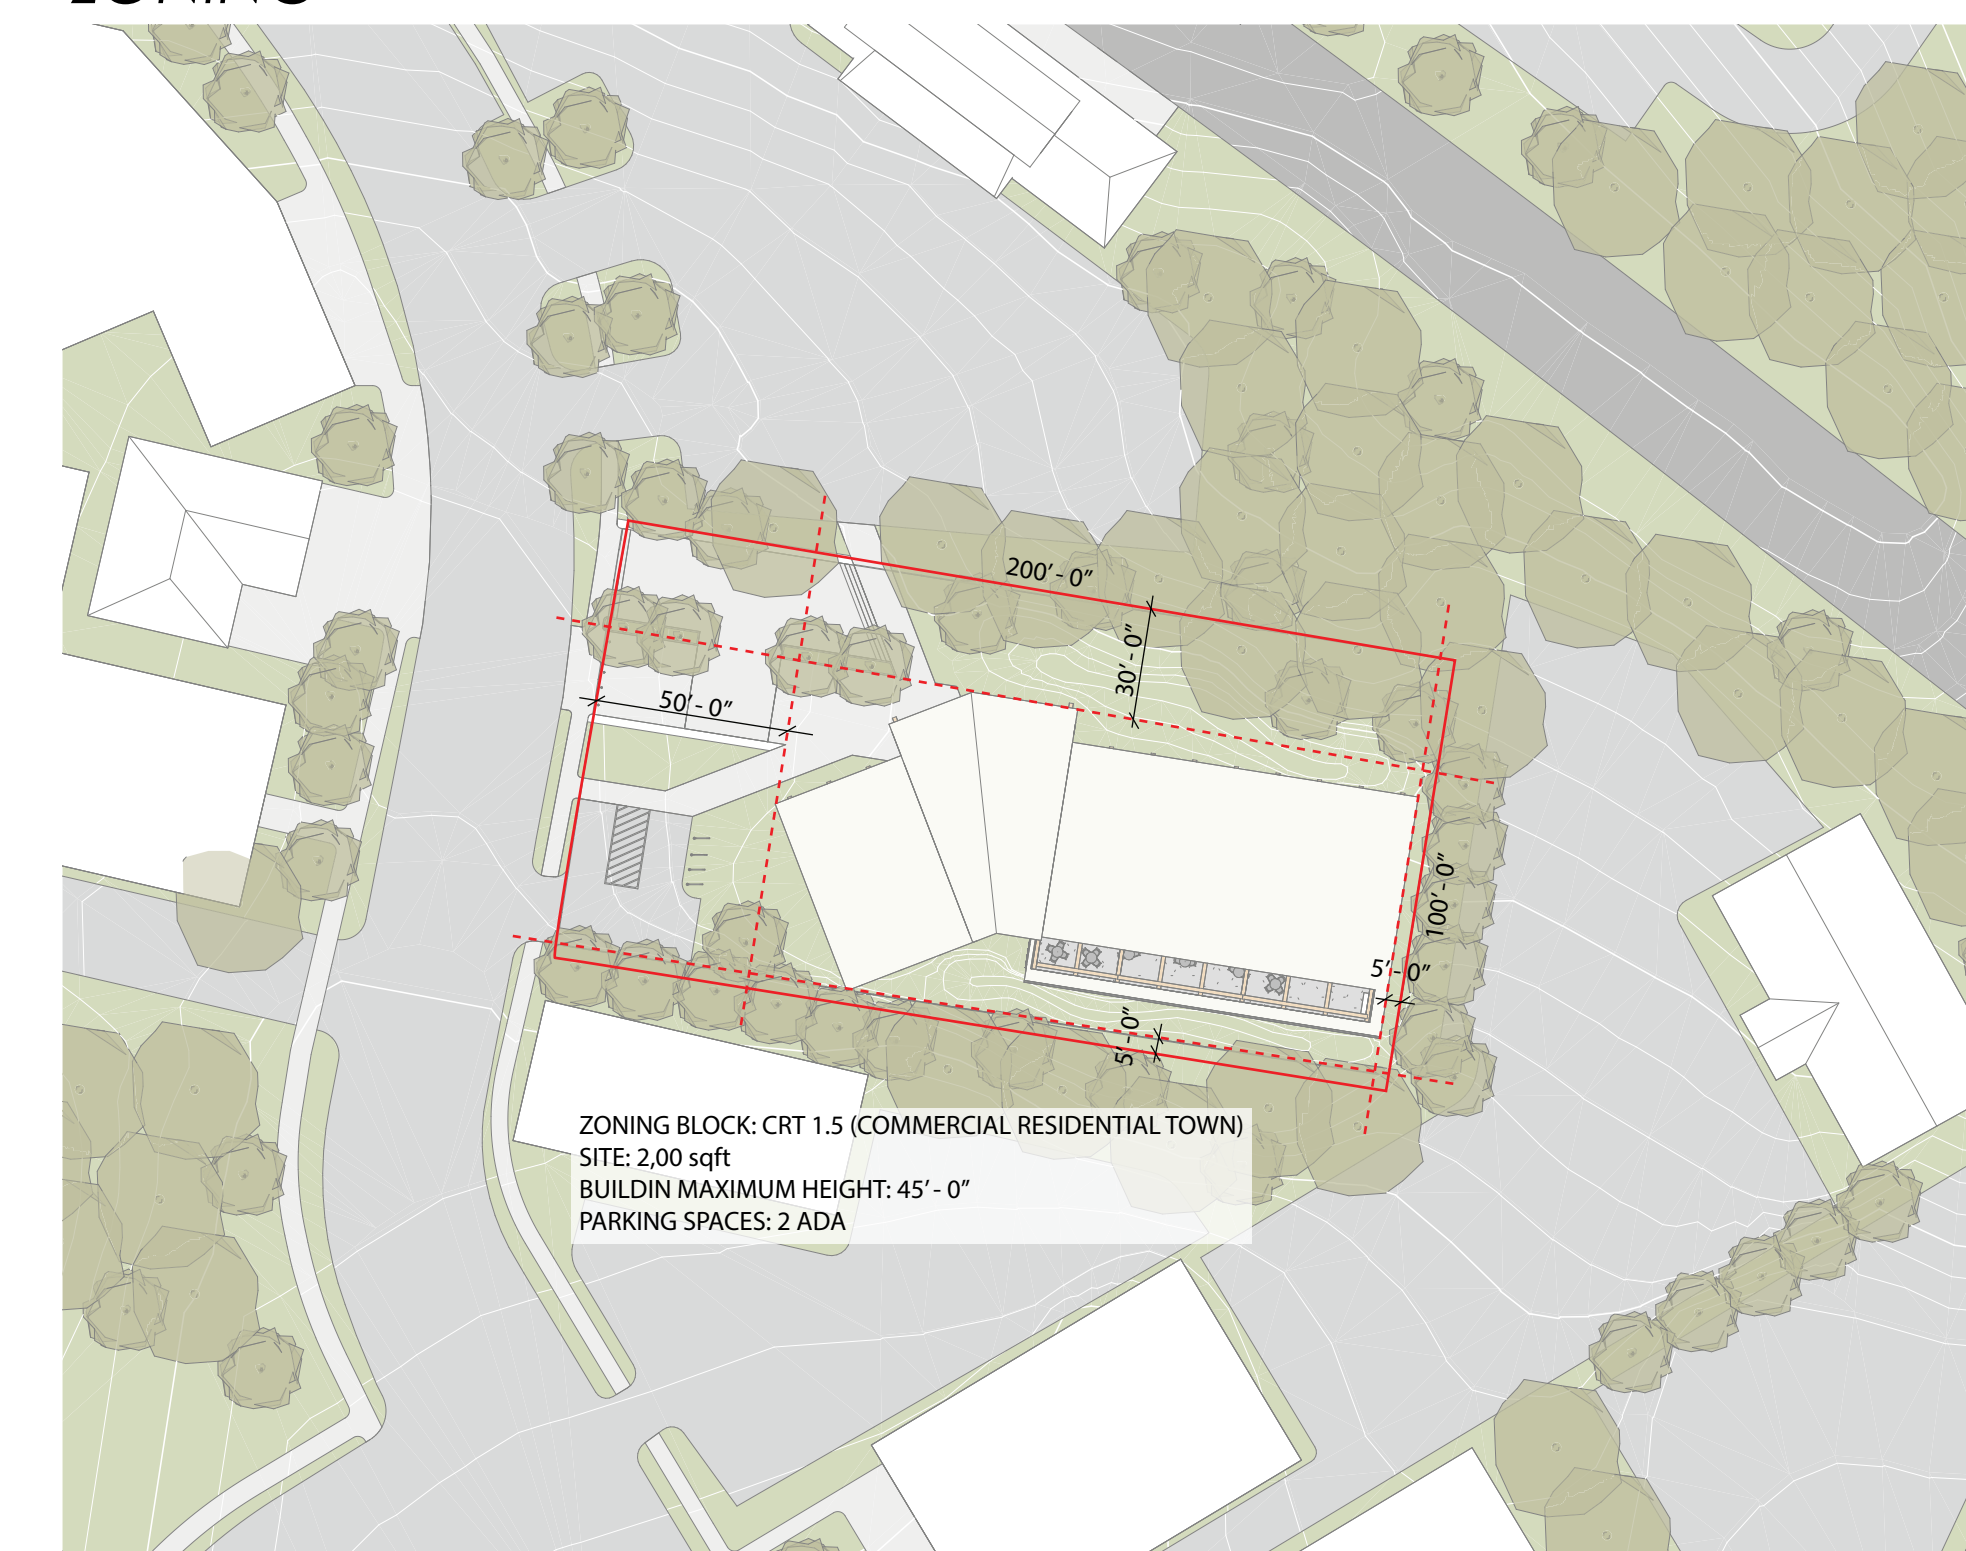 ZONING
200' - 0"
30' - 0"
50' - 0"
100' - 0"
5' - 0"
5' - 0"
ZONING BLOCK: CRT 1.5 (COMMERCIAL RESIDENTIAL TOWN)
SITE: 2,00 sqft
BUILDIN MAXIMUM HEIGHT: 45' - 0"
PARKING SPACES: 2 ADA